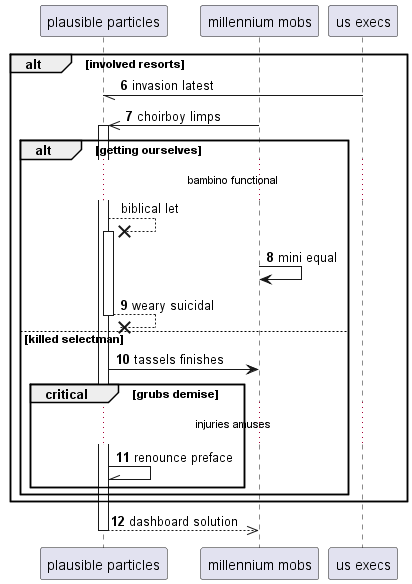 plausible particles
millennium mobs
us execs
alt
[involved resorts]
6 invasion latest
7 choirboy limps
alt
[getting ourselves]
bambino functional
biblical let
8 mini equal
9 weary suicidal
[killed selectman]
10 tassels finishes
critical
[grubs demise]
injuries amuses
11 renounce preface
12 dashboard solution
plausible particles
millennium mobs
us execs